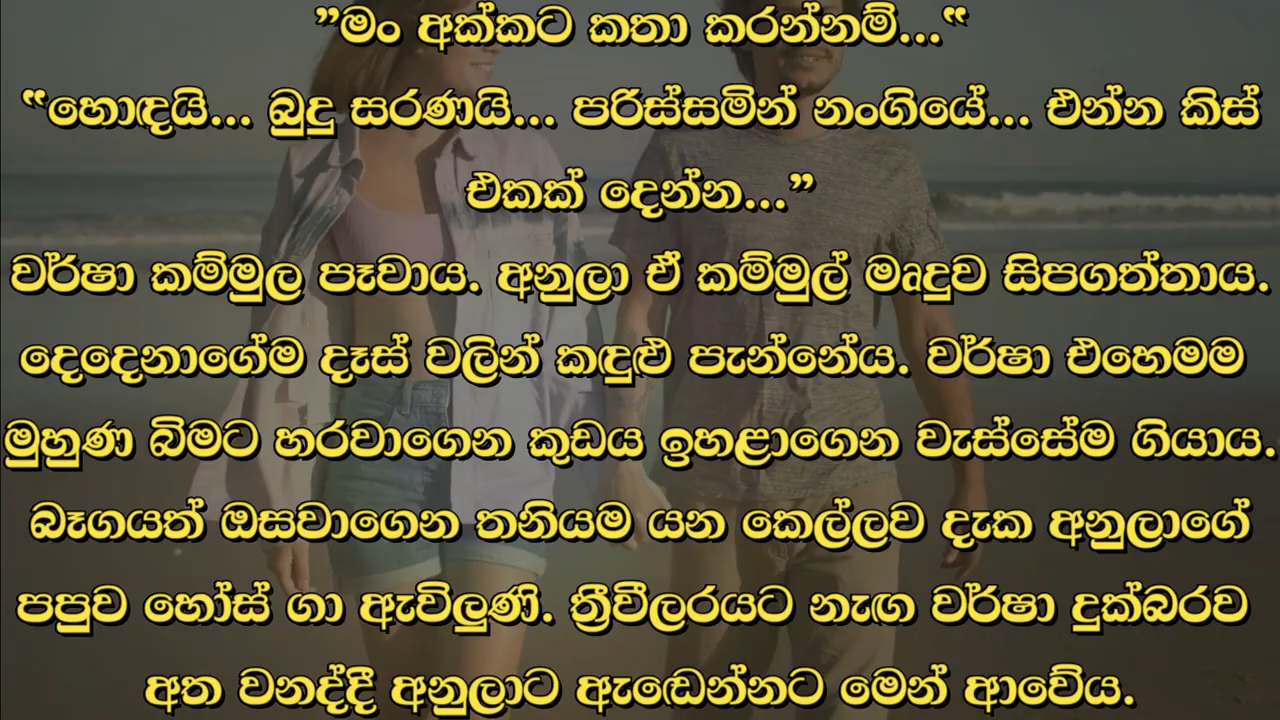 ”මං අක්කට කතා කරන්නම්...“
“හොඳයි... බුදු සරණයි... පරිස්සමින් නංගියේ... එන්න කිස්
එකක් දෙන්න...”
වර්ෂා කම්මුල පෑවාය. අනුලා ඒ කම්මුල් මෘදුව සිපගත්තාය.
දෙදෙනාගේම දෑස් වලින් කඳුළු පැන්නේය. වර්ෂා එහෙමම
මුහුණ බිමට හරවාගෙන කුඩය ඉහළාගෙන වැස්සේම ගියාය.
බෑගයත් ඔසවාගෙන තනියම යන කෙල්ලව දැක අනුලාගේ
පපුව හෝස් ගා ඇවිලුණි. ත්‍රීවීලරයට නැඟ වර්ෂා දුක්බරව
අත වනද්දී අනුලාට ඇඬෙන්නට මෙන් ආවේය.